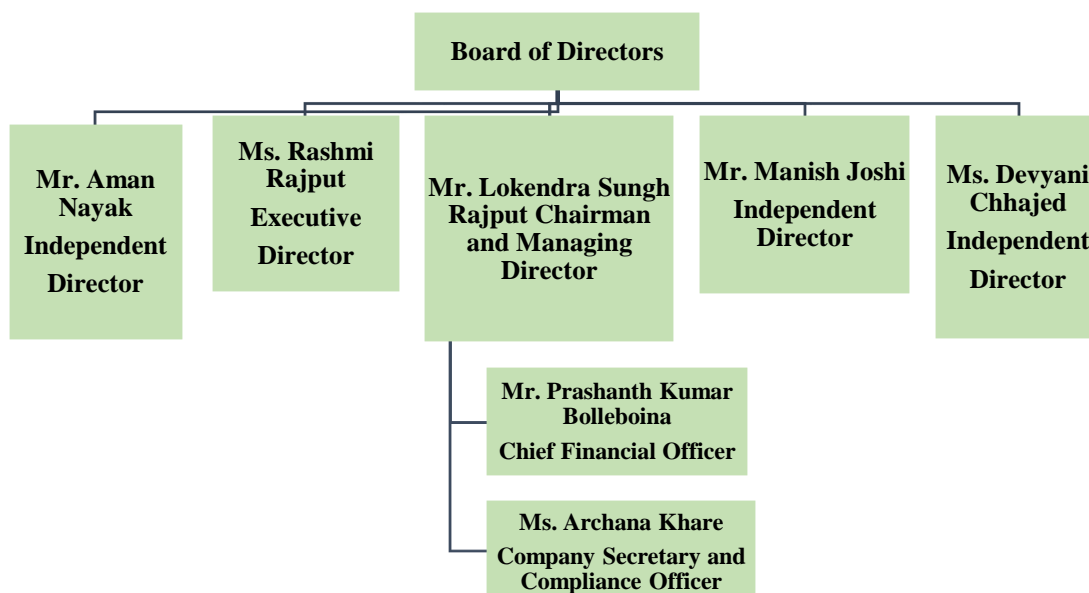 Board of Directors
Mr. Aman
Nayak
Independent
Director
Ms. Rashmi
Rajput
Executive
Director
Mr. Lokendra Sungh
Rajput Chairman
and Managing
Director
Mr. Manish Joshi
Independent
Director
Ms. Devyani
Chhajed
Independent
Director
Mr. Prashanth Kumar
Bolleboina
Chief Financial Officer
Ms. Archana Khare
Company Secretary and
Compliance Officer